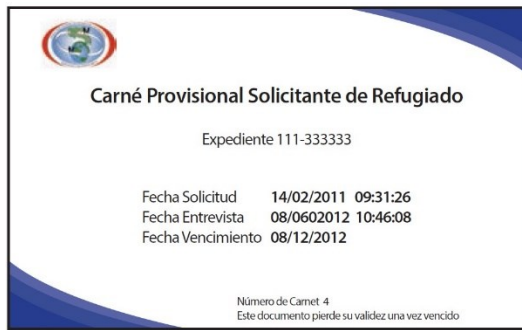 Carné Provisional Solicitante de Refugiado
Expediente 111-333333
Fecha Solicitud 14/02/2011 09:31:26
Fecha Entrevista 08/0602012 10:46:08
Fecha Vencimiento 08/12/2012
Número de Carnet 4
Este documento pierde su validez una vez vencido